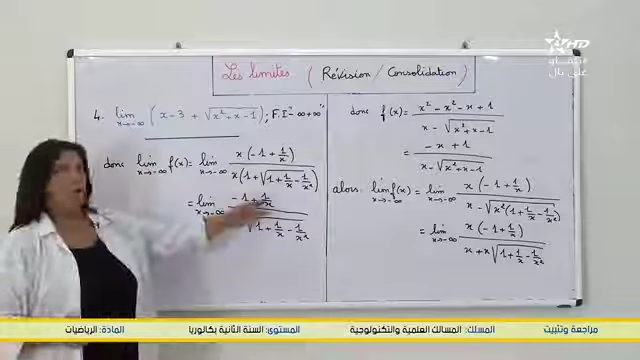 Les limites ( Révision / Consolidation )
4. lim x→-∞ ( x - 3 + √(x² + x - 1) ) ; F.I "-∞ +∞"
donc lim x→-∞ f(x) = lim x→-∞ x(-1 + 1/x) / x(1 + √(1 + 1/x - 1/x²))
= lim x→-∞ -1 + 1/x
√(1 + 1/x - 1/x²)
donc f(x) = x² - x² - x + 1 / x - √(x² + x - 1)
= -x + 1 / x - √(x² + x - 1)
alors lim x→-∞ f(x) = lim x→-∞ x(-1 + 1/x) / x - √(x²(1 + 1/x - 1/x²))
= lim x→-∞ x(-1 + 1/x) / x + x√(1 + 1/x - 1/x²)
HD
على بال
مراجعة وتثبيت
المسلك: المسالك العلمية والتكنولوجية
المستوى: السنة الثانية بكالوريا
المادة: الرياضيات